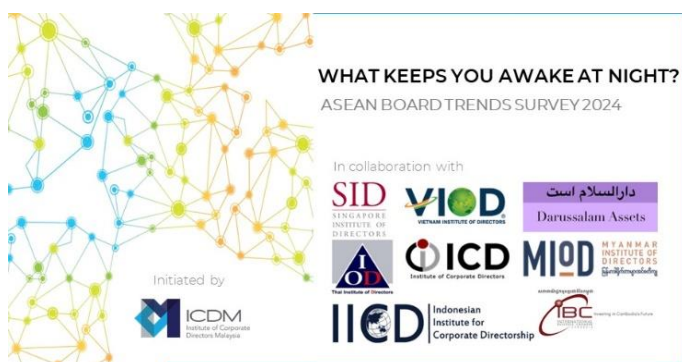 WHAT KEEPS YOU AWAKE AT NIGHT?
ASEAN BOARD TRENDS SURVEY 2024
In collaboration with
SID
SINGAPORE
INSTITUTE OF
DIRECTORS
VIOD
VIETNAM INSTITUTE OF DIRECTORS
دارالسلام است
Darussalam Assets
IOD
Thai Institute of Directors
ICD
Institute of Corporate Directors
MIOD
MYANMAR
INSTITUTE OF
DIRECTORS
IICD
Indonesian
Institute for
Corporate Directorship
IBC
INTERNATIONAL
Investing in Cambodia's Future
Initiated by
ICDM
Institute of Corporate
Directors Malaysia